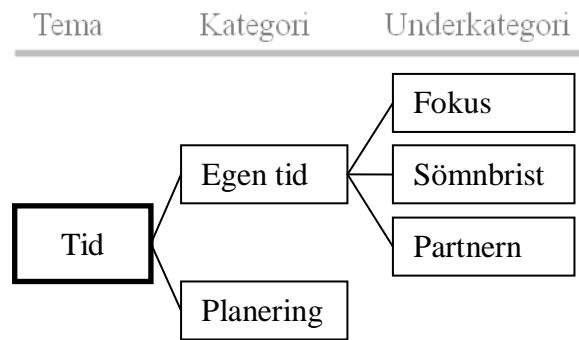 Tema Kategori Underkategori
Fokus
Egen tid Sömnbrist
Tid Partnern
Planering